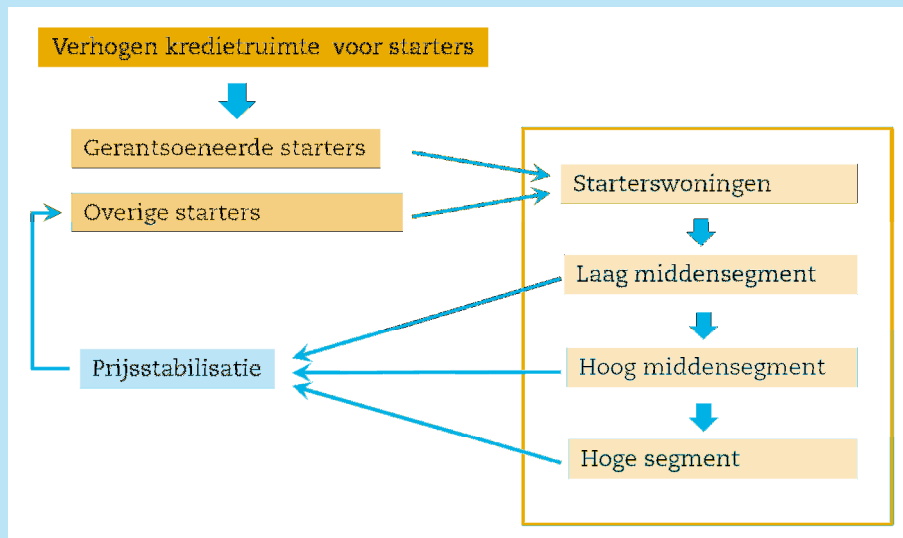 Verhogen kredietruimte voor starters
Gerantsoeneerde starters
Overige starters
Prijsstabilisatie
Starterswoningen
Laag middensegment
Hoog middensegment
Hoge segment